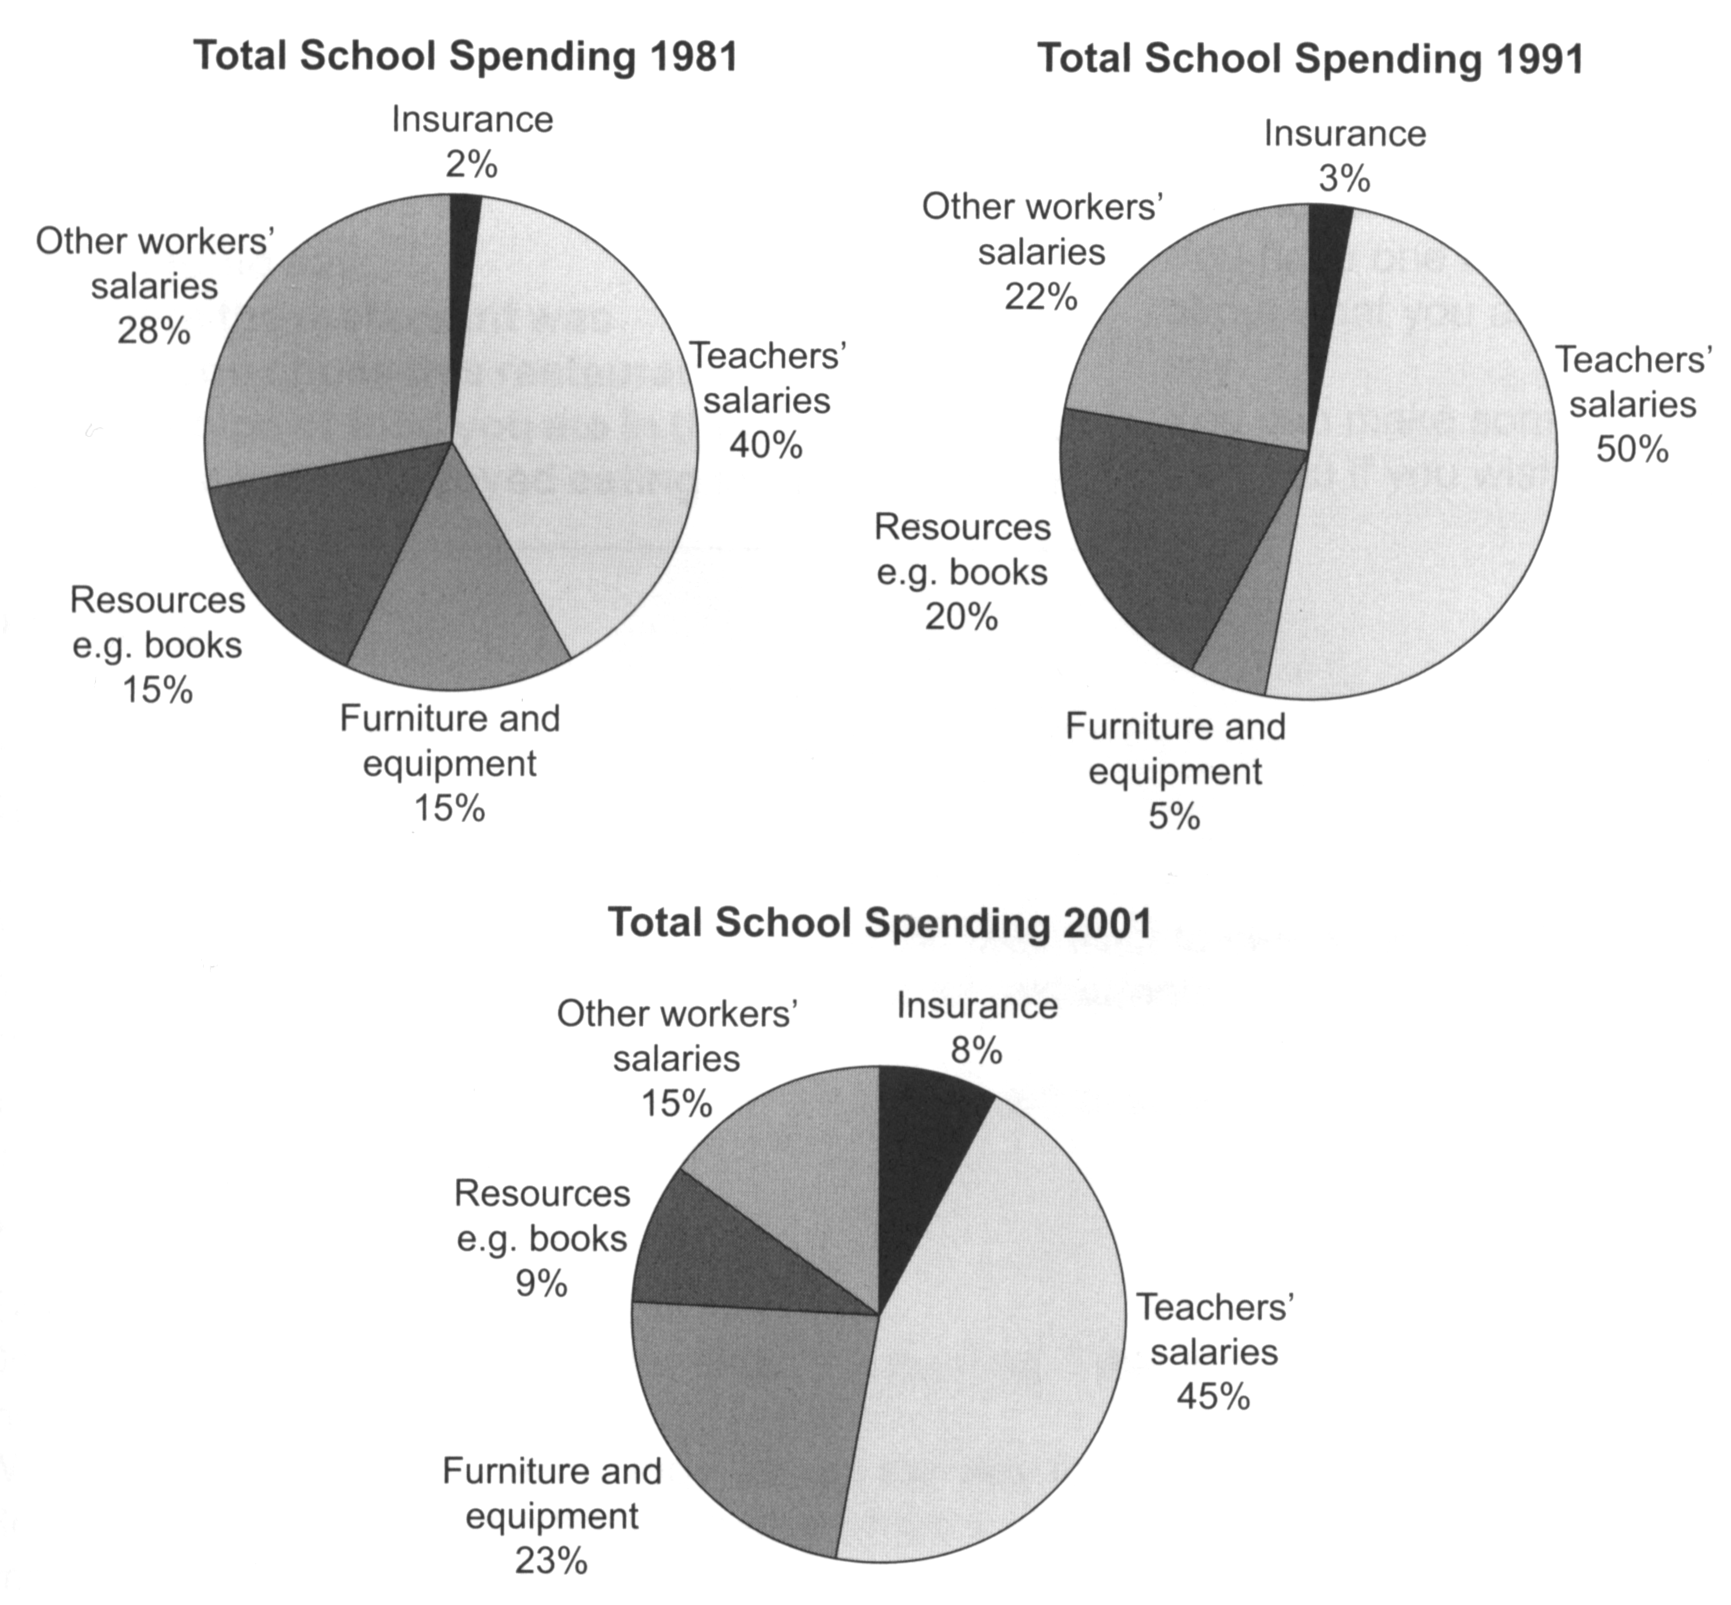 Total School Spending 1981
Insurance
2%
Other workers’
salaries
28%
Teachers’
salaries
40%
Resources
e.g. books
15%
Furniture and
equipment
15%
Total School Spending 1991
Insurance
3%
Other workers’
salaries
22%
Teachers’
salaries
50%
Resources
e.g. books
20%
Furniture and
equipment
5%
Total School Spending 2001
Other workers’
salaries
15%
Insurance
8%
Resources
e.g. books
9%
Teachers’
salaries
45%
Furniture and
equipment
23%